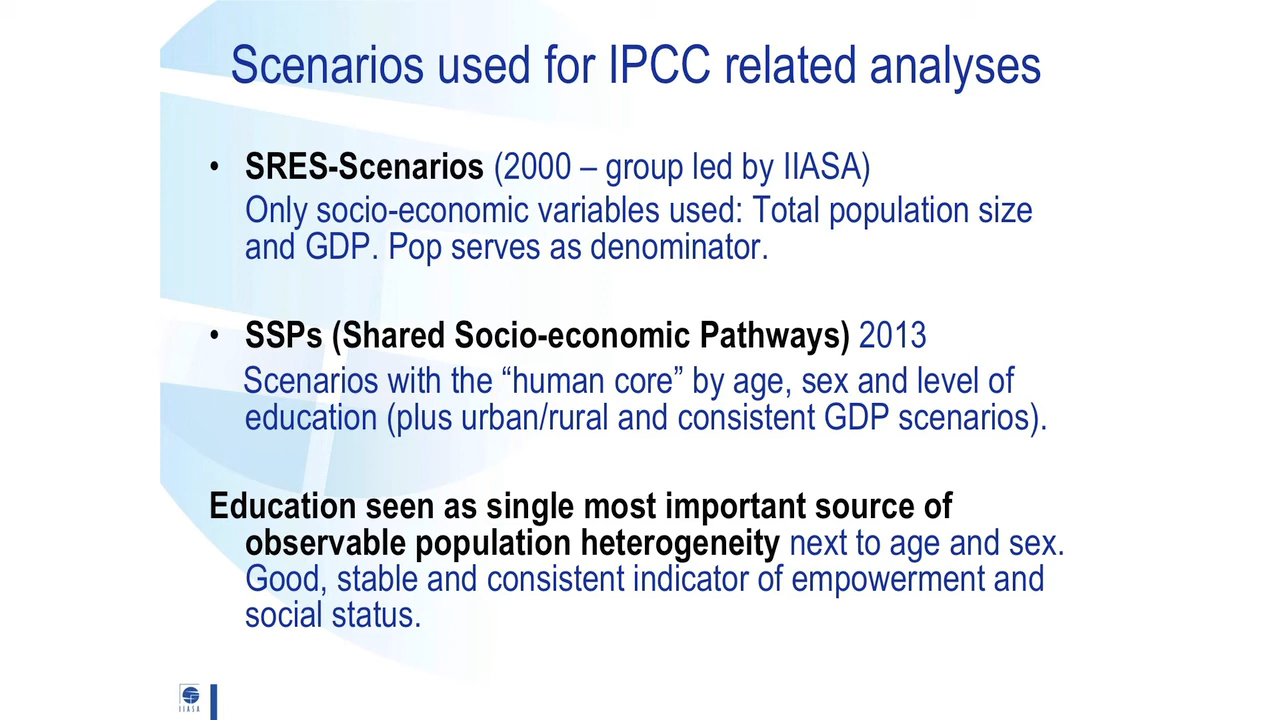 Scenarios used for IPCC related analyses
• SRES-Scenarios (2000 – group led by IIASA)
Only socio-economic variables used: Total population size
and GDP. Pop serves as denominator.
• SSPs (Shared Socio-economic Pathways) 2013
Scenarios with the “human core” by age, sex and level of
education (plus urban/rural and consistent GDP scenarios).
Education seen as single most important source of
observable population heterogeneity next to age and sex.
Good, stable and consistent indicator of empowerment and
social status.
IIASA